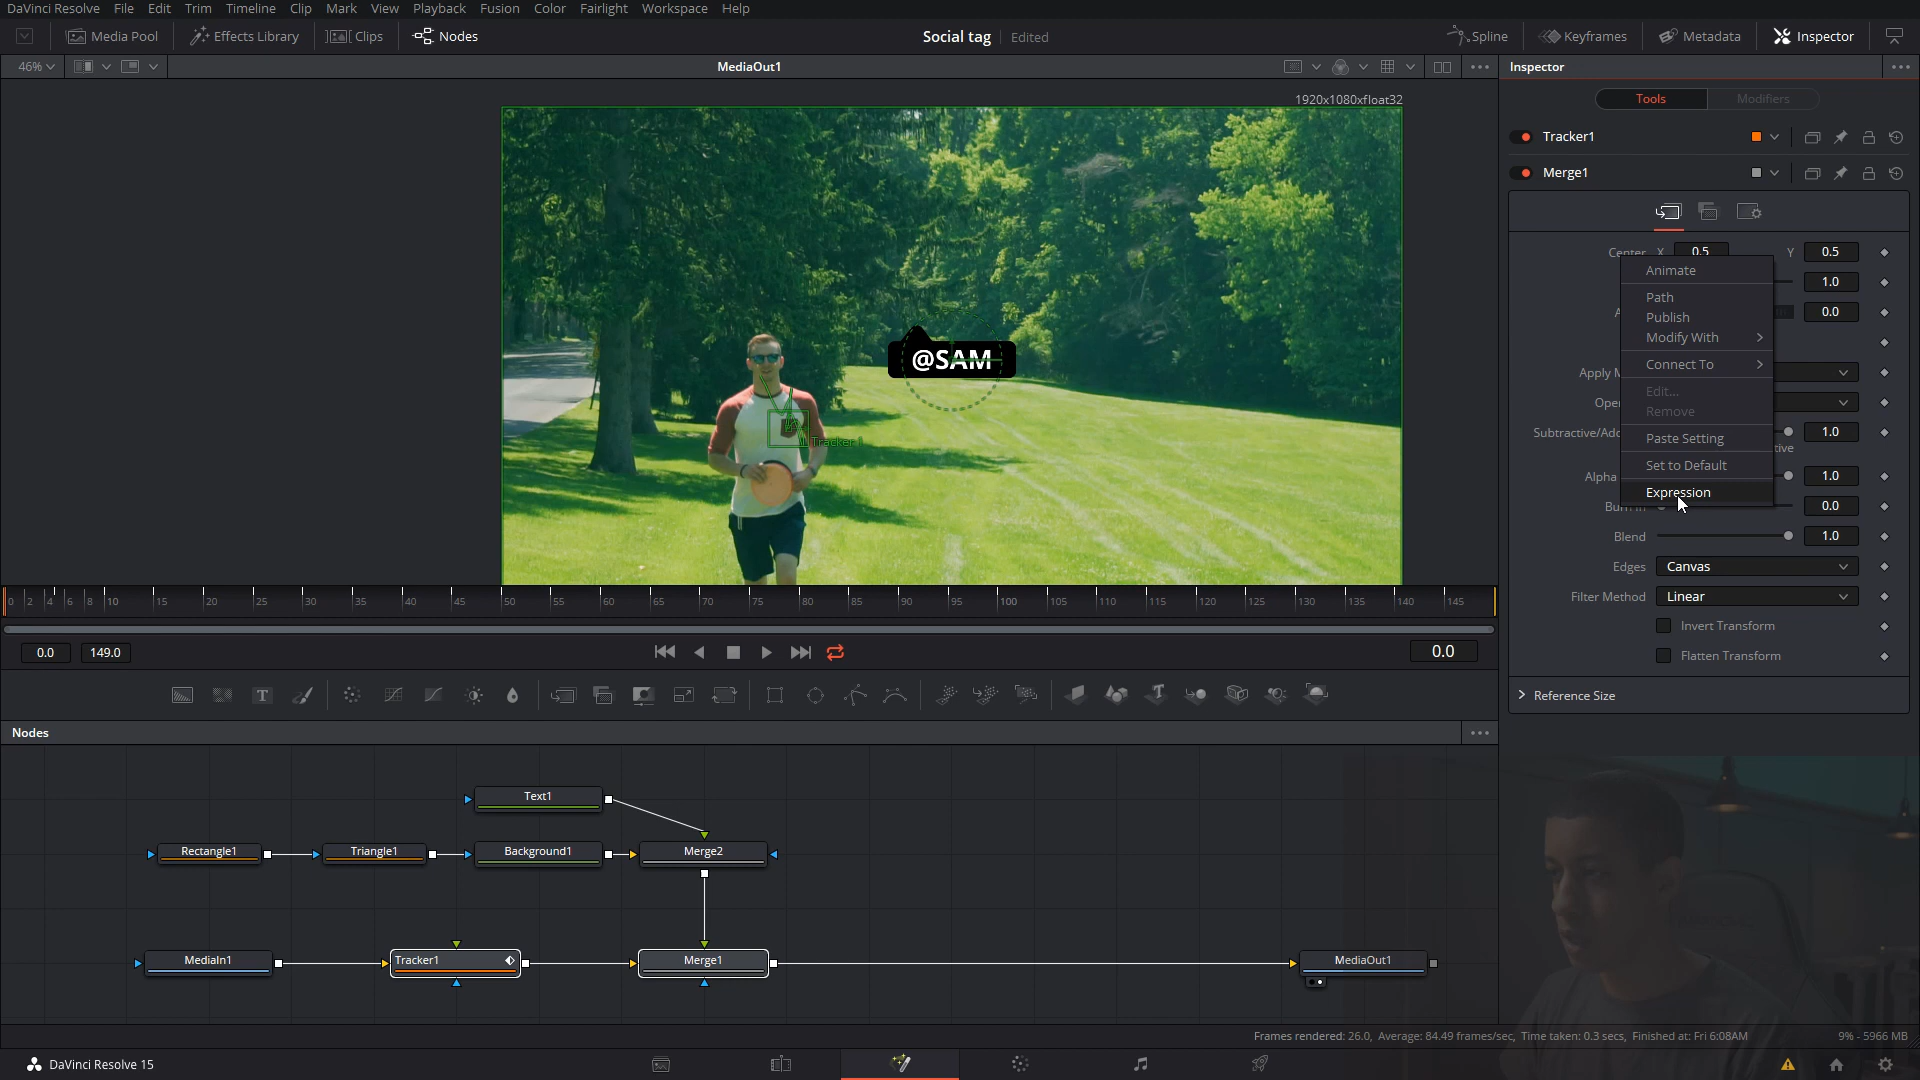 DaVinci Resolve File Edit Trim Timeline Clip Mark View Playback Fusion Color Fairlight Workspace Help
Media Pool Effects Library Clips Nodes Social tag Edited Spline Keyframes Metadata Inspector
46% MediaOut1 Inspector
1920x1080xfloat32
Tools Modifiers
Tracker1
Merge1
Center X 0.5 Y 0.5
Animate
1.0
Path
Publish
0.0
Modify With
Connect To
Apply M
Edit...
Ope
Remove
Subtractive/Add 1.0
Paste Setting
tive
Set to Default
Alpha 1.0
Expression
Burn In 0.0
Blend 1.0
Edges Canvas
Filter Method Linear
Invert Transform
Flatten Transform
Reference Size
@SAM
Tracker 1
0 2 4 6 8 10 15 20 25 30 35 40 45 50 55 60 65 70 75 80 85 90 95 100 105 110 115 120 125 130 135 140 145
0.0 149.0 0.0
T
T
Nodes
Text1
Rectangle1 Triangle1 Background1 Merge2
MediaIn1 Tracker1 Merge1 MediaOut1
Frames rendered: 26.0, Average: 84.49 frames/sec, Time taken: 0.3 secs, Finished at: Fri 6:08AM 9% - 5966 MB
DaVinci Resolve 15